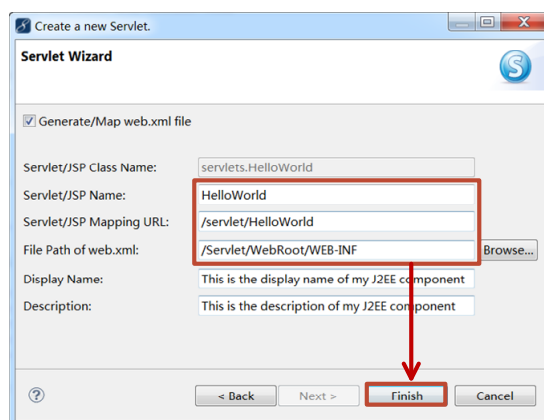 Create a new Servlet.
Servlet Wizard
S
Generate/Map web.xml file
Servlet/JSP Class Name: servlets.HelloWorld
Servlet/JSP Name: HelloWorld
Servlet/JSP Mapping URL: /servlet/HelloWorld
File Path of web.xml: /Servlet/WebRoot/WEB-INF Browse...
Display Name: This is the display name of my J2EE component
Description: This is the description of my J2EE component
? < Back Next > Finish Cancel